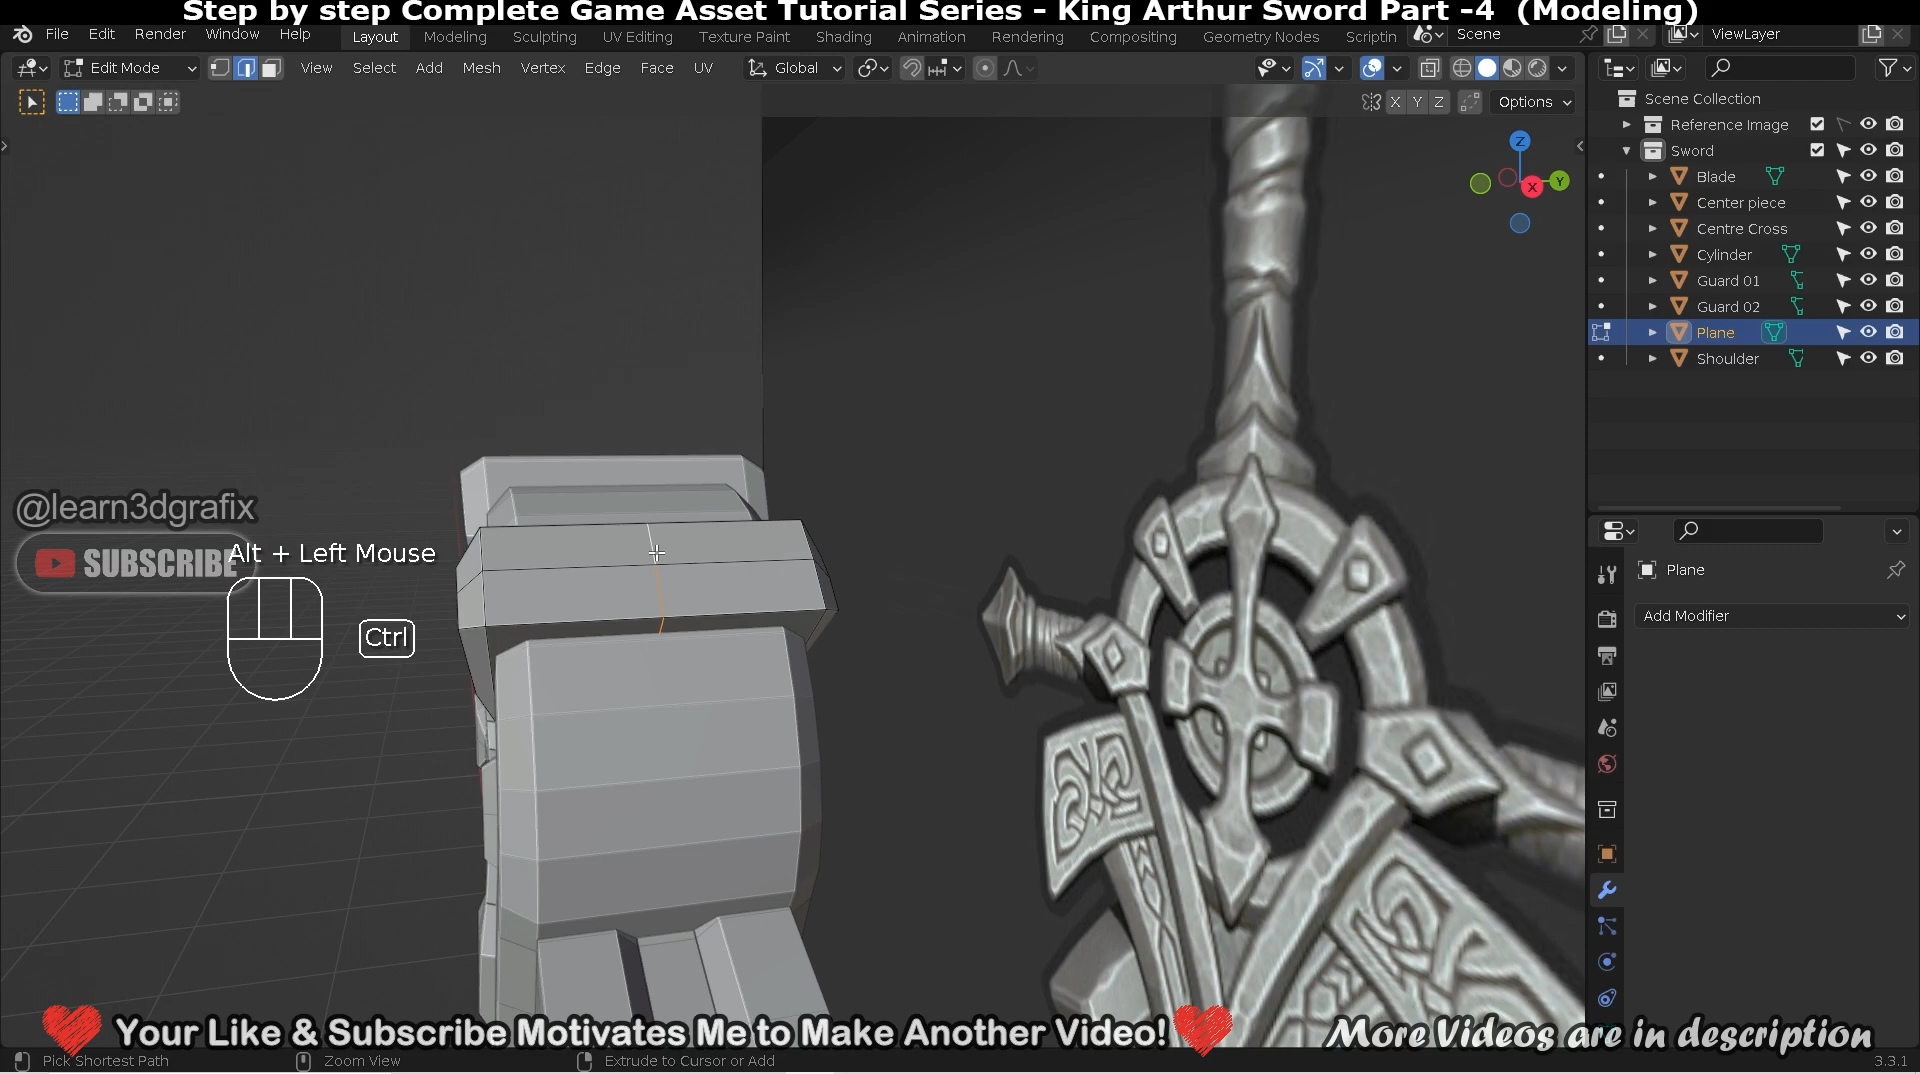 Step by step Complete Game Asset Tutorial Series - King Arthur Sword Part -4 (Modeling)
File Edit Render Window Help Layout Modeling Sculpting UV Editing Texture Paint Shading Animation Rendering Compositing Geometry Nodes Scriptin Scene ViewLayer
Edit Mode View Select Add Mesh Vertex Edge Face UV Global
X Y Z Options
Scene Collection
Reference Image
Sword
Blade
Center piece
Centre Cross
Cylinder
Guard 01
Guard 02
Plane
Shoulder
Z
X
Y
@learn3dgrafix
SUBSCRIBE
Alt + Left Mouse
Ctrl
Plane
Add Modifier
Your Like & Subscribe Motivates Me to Make Another Video!
More Videos are in description
Pick Shortest Path Zoom View Extrude to Cursor or Add 3.3.1